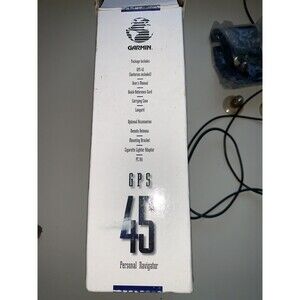 GARMIN
Package Includes
GPS 45
(batteries included)
User's Manual
Quick Reference Card
Carrying Case
Lanyard
Optional Accessories
Remote Antenna
Mounting Bracket
Cigarette Lighter Adapter
PC Kit
GPS
45
Personal Navigator